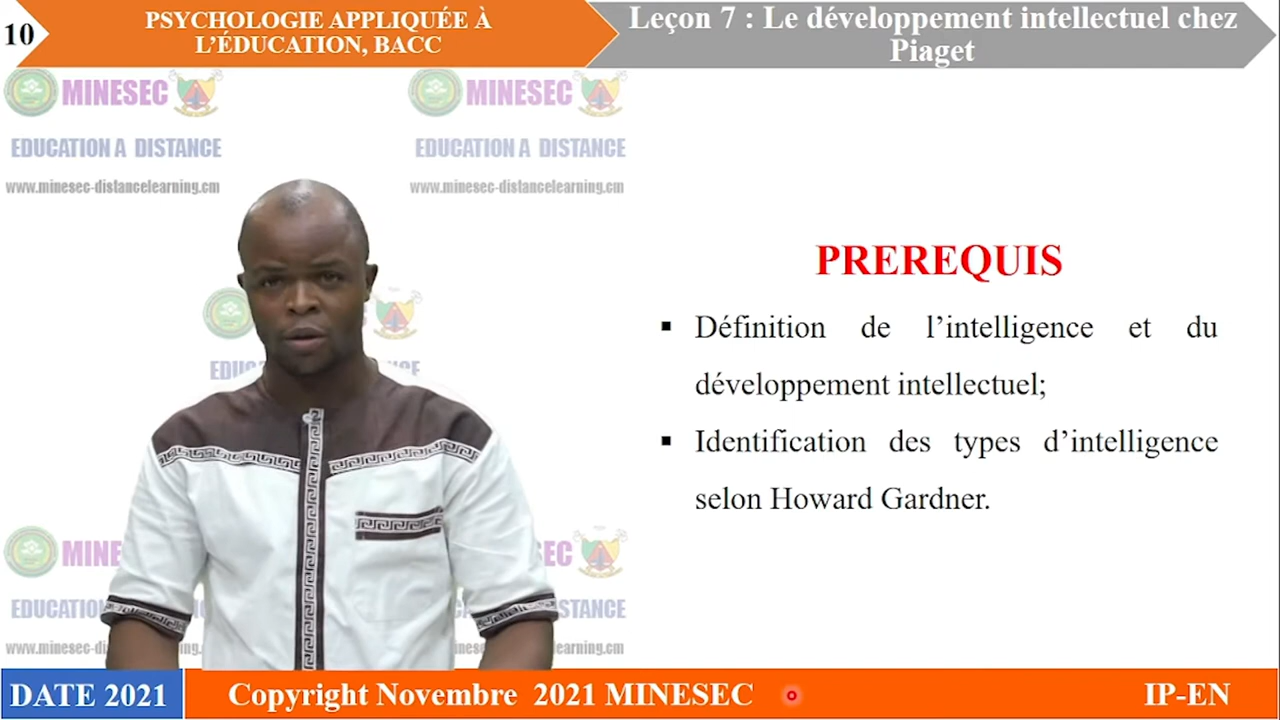 10
PSYCHOLOGIE APPLIQUÉE À
L'ÉDUCATION, BACC
Leçon 7 : Le développement intellectuel chez
Piaget
MINESEC
MINESEC
EDUCATION A DISTANCE
EDUCATION A DISTANCE
www.minesec-distancelearning.cm
www.minesec-distancelearning.cm
PREREQUIS
▪ Définition de l'intelligence et du
développement intellectuel;
▪ Identification des types d'intelligence
selon Howard Gardner.
DATE 2021
Copyright Novembre 2021 MINESEC
IP-EN